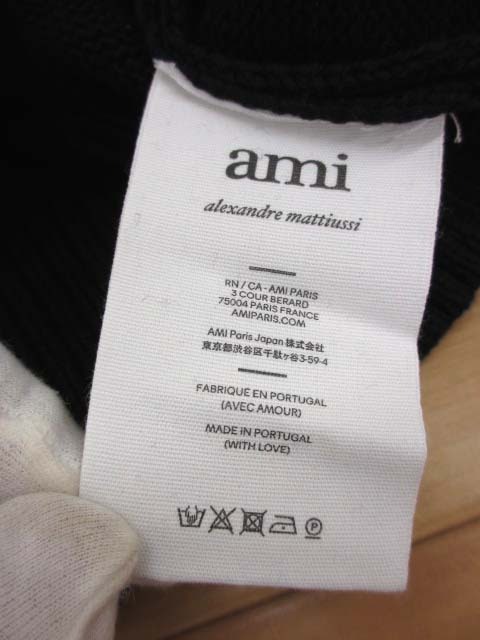 ami
alexandre mattiussi
RN / CA - AMI PARIS
3 COUR BERARD
75004 PARIS FRANCE
AMIPARIS.COM
AMI Paris Japan 株式会社
東京都渋谷区千駄ヶ谷3-59-4
FABRIQUE EN PORTUGAL
(AVEC AMOUR)
MADE IN PORTUGAL
(WITH LOVE)
P